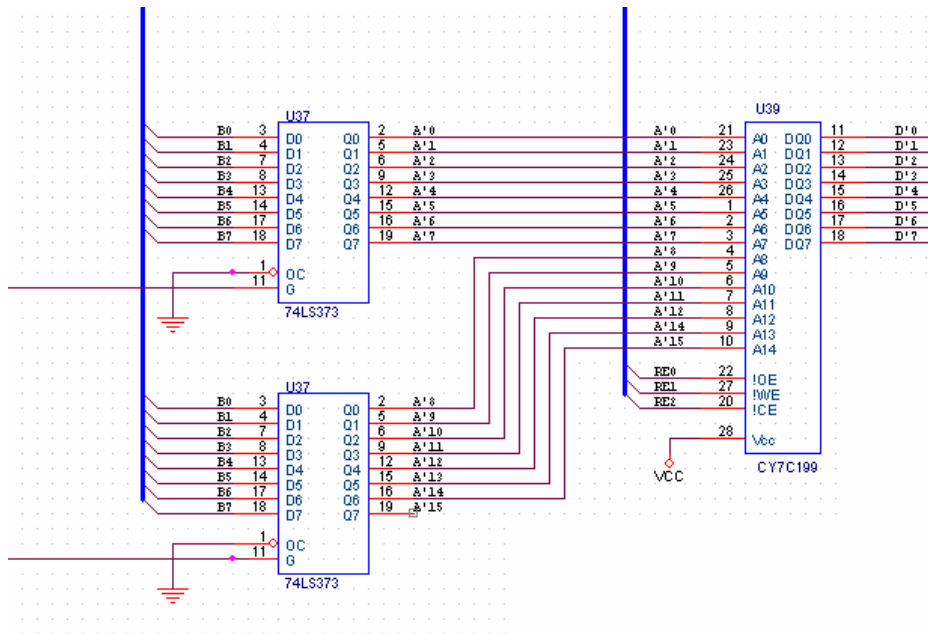 U37
B0 3 D0 Q0 2 A'0
B1 4 D1 Q1 5 A'1
B2 7 D2 Q2 6 A'2
B3 8 D3 Q3 9 A'3
B4 13 D4 Q4 12 A'4
B5 14 D5 Q5 15 A'5
B6 17 D6 Q6 16 A'6
B7 18 D7 Q7 19 A'7
1 OC
11 G
74LS373
U39
A'0 21 A0 DQ0 11 D'0
A'1 23 A1 DQ1 12 D'1
A'2 24 A2 DQ2 13 D'2
A'3 25 A3 DQ3 14 D'3
A'4 26 A4 DQ4 15 D'4
A'5 1 A5 DQ5 16 D'5
A'6 2 A6 DQ6 17 D'6
A'7 3 A7 DQ7 18 D'7
A'8 4 A8
A'9 5 A9
A'10 6 A10
A'11 7 A11
A'12 8 A12
A'14 9 A13
A'15 10 A14
RE0 22 !OE
RE1 27 !WE
RE2 20 !CE
28 Vcc
VCC
CY7C199
U37
B0 3 D0 Q0 2 A'8
B1 4 D1 Q1 5 A'9
B2 7 D2 Q2 6 A'10
B3 8 D3 Q3 9 A'11
B4 13 D4 Q4 12 A'12
B5 14 D5 Q5 15 A'13
B6 17 D6 Q6 16 A'14
B7 18 D7 Q7 19 A'15
1 OC
11 G
74LS373